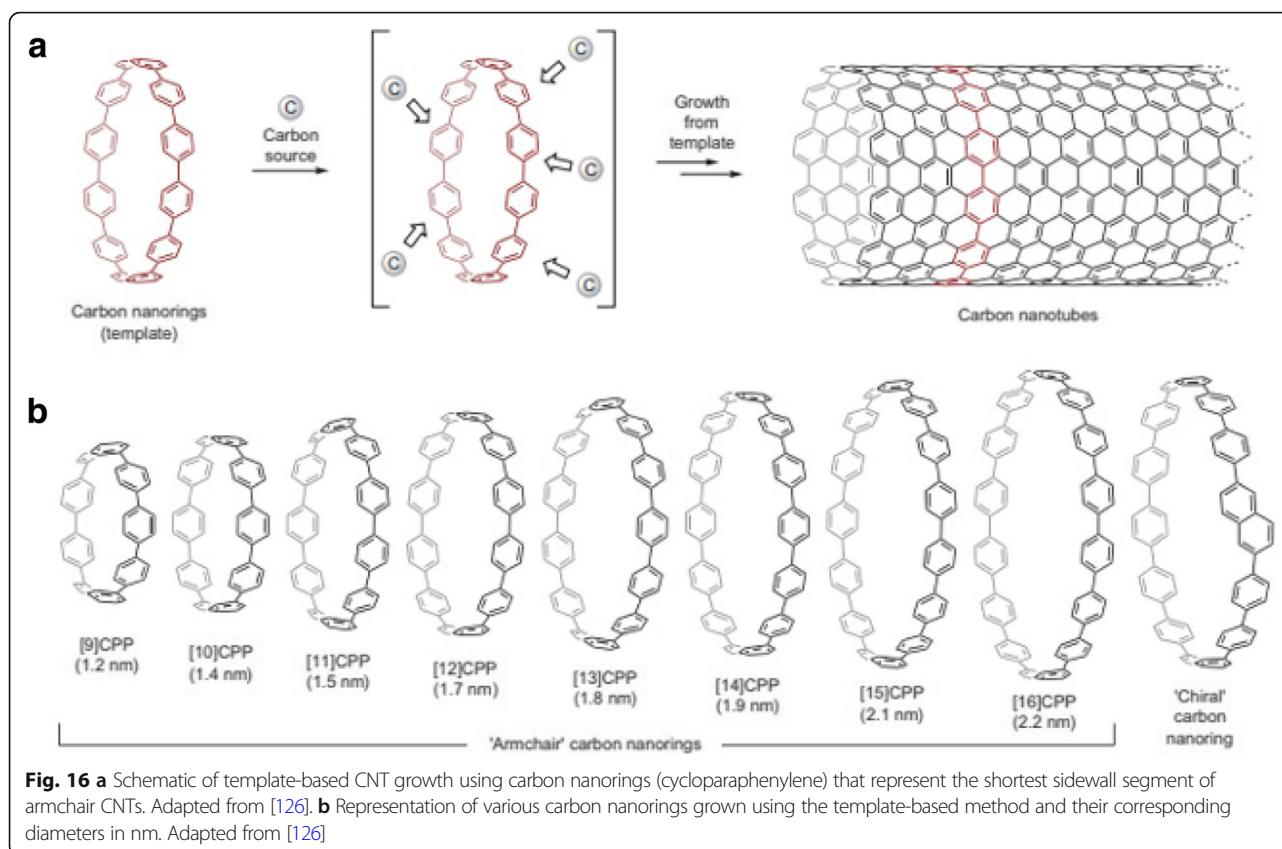 a
C
Carbon
source
C
C
C
C
C
Growth
from
template
Carbon nanorings
(template)
Carbon nanotubes
b
[9]CPP
(1.2 nm)
[10]CPP
(1.4 nm)
[11]CPP
(1.5 nm)
[12]CPP
(1.7 nm)
[13]CPP
(1.8 nm)
[14]CPP
(1.9 nm)
[15]CPP
(2.1 nm)
[16]CPP
(2.2 nm)
'Chiral'
carbon
nanoring
'Armchair' carbon nanorings
Fig. 16 a Schematic of template-based CNT growth using carbon nanorings (cycloparaphenylene) that represent the shortest sidewall segment of
armchair CNTs. Adapted from [126]. b Representation of various carbon nanorings grown using the template-based method and their corresponding
diameters in nm. Adapted from [126]